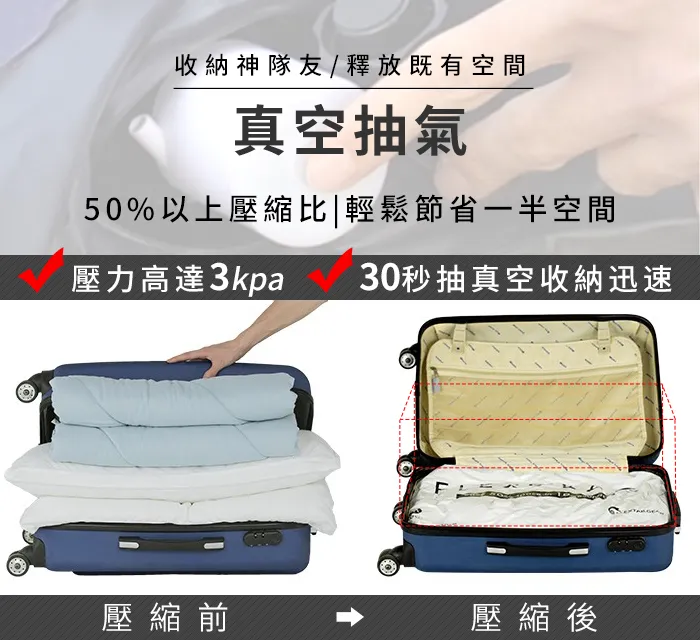 收納神隊友/釋放既有空間
真空抽氣
50%以上壓縮比|輕鬆節省一半空間
壓力高達3kpa 30秒抽真空收納迅速
壓縮前 ➡ 壓縮後